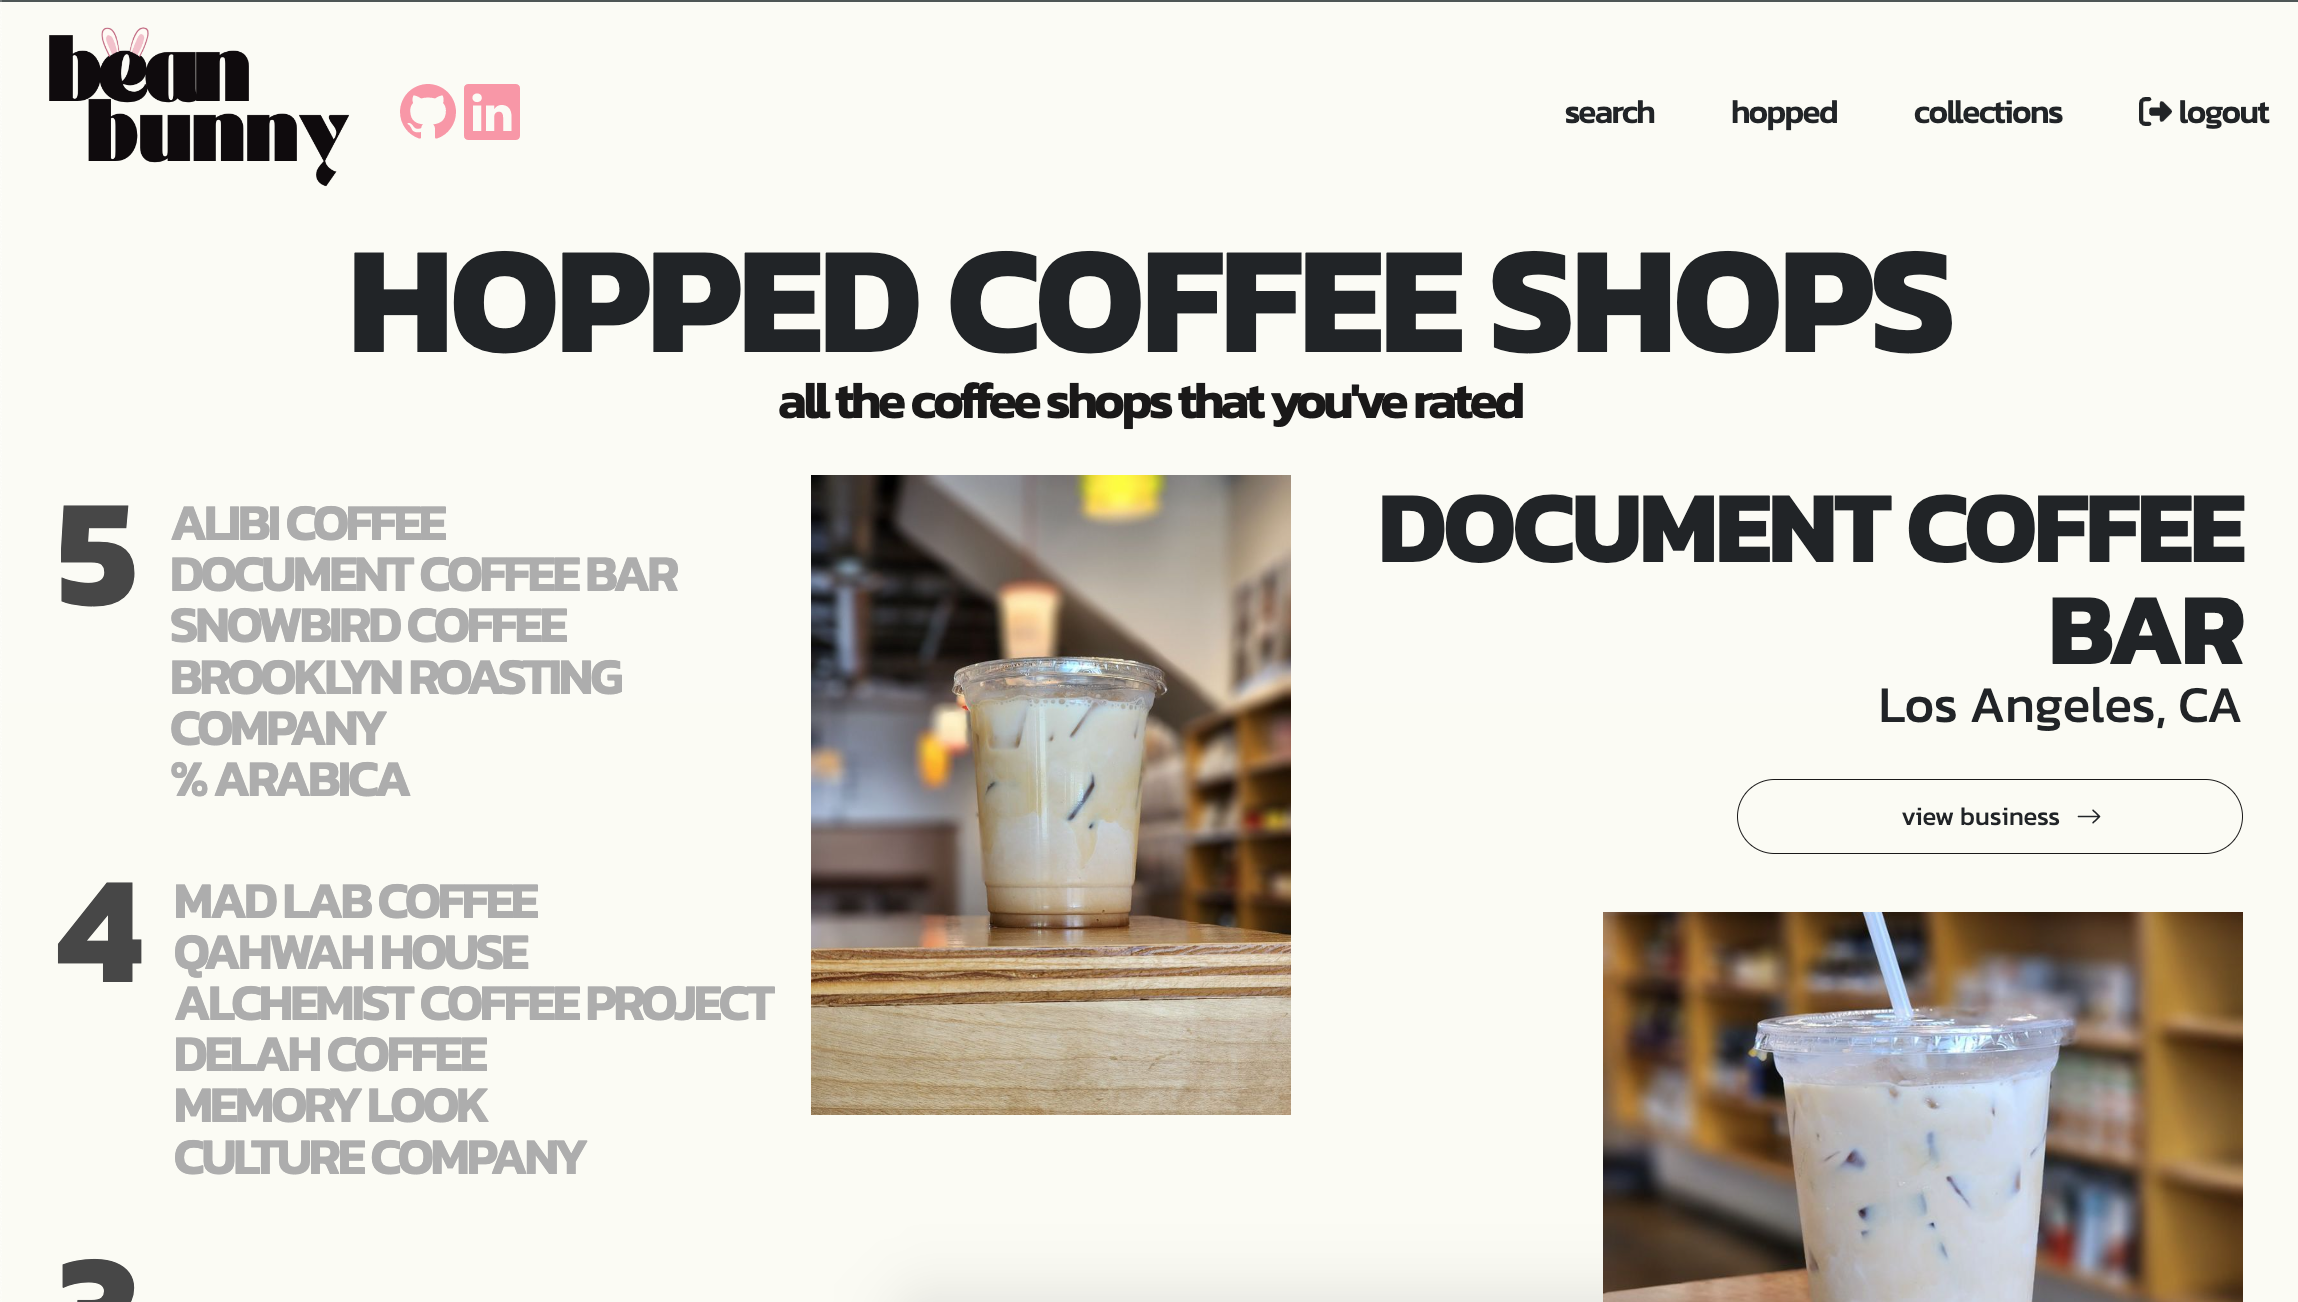 bean
bunny
in
search
hopped
collections
logout
HOPPED COFFEE SHOPS
all the coffee shops that you've rated
5
ALIBI COFFEE
DOCUMENT COFFEE BAR
SNOWBIRD COFFEE
BROOKLYN ROASTING
COMPANY
% ARABICA
4
MAD LAB COFFEE
QAHWAH HOUSE
ALCHEMIST COFFEE PROJECT
DELAH COFFEE
MEMORY LOOK
CULTURE COMPANY
3
DOCUMENT COFFEE
BAR
Los Angeles, CA
view business →